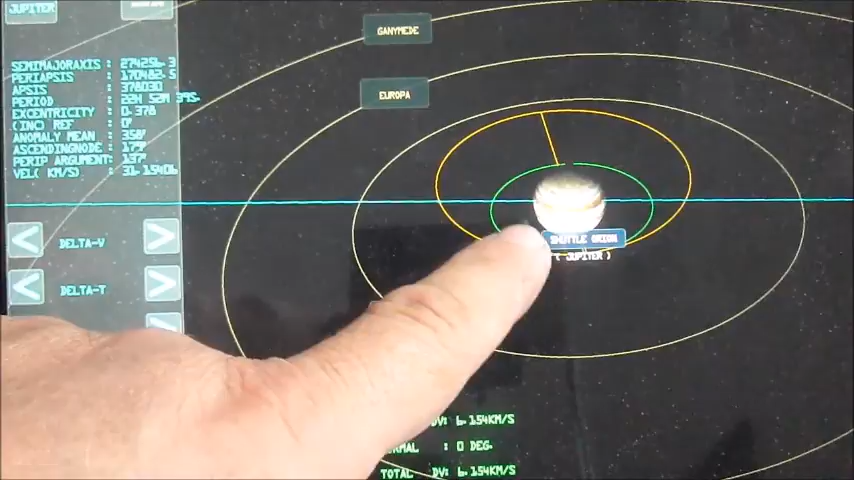 JUPITER
GANYMEDE
EUROPA
SEMIMAJORAXIS : 274256.3
PERIAPSIS : 170482.5
APSIS : 378030
PERIOD : 22H 52M 39S
EXCENTRICITY : 0.378
(INC) REF : 0°
ANOMALY MEAN : 358°
ASCENDINGNODE : 179°
PERIP ARGUMENT: 137°
VEL (KM/S) : 31.15406
< DELTA-V >
< DELTA-T >
SHUTTLE ORION
( JUPITER )
DV: 6.154KM/S
: 0 DEG.
TOTAL DV: 6.154KM/S